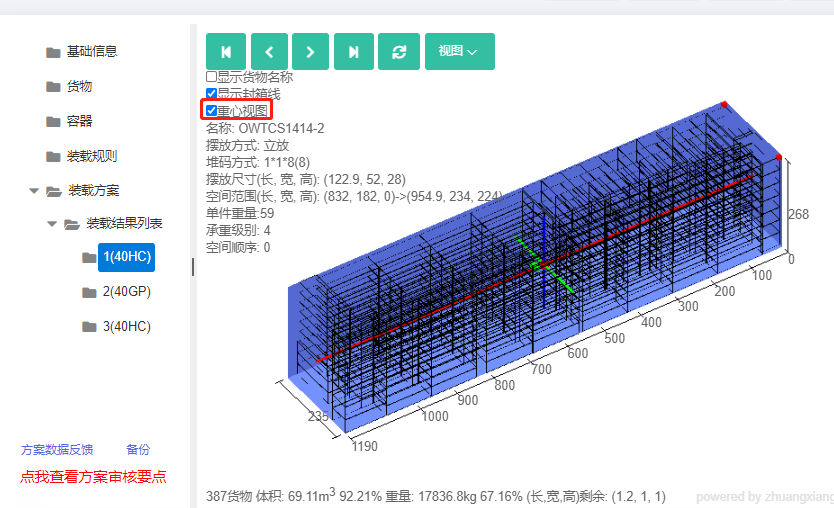 基础信息
货物
容器
装载规则
装载方案
装载结果列表
1(40HC)
2(40GP)
3(40HC)
方案数据反馈 备份
点我查看方案审核要点
视图
显示货物名称
显示封箱线
重心视图
名称: OWTCS1414-2
摆放方式: 立放
堆码方式: 1*1*8(8)
摆放尺寸(长, 宽, 高): (122.9, 52, 28)
空间范围(长, 宽, 高): (832, 182, 0)->(954.9, 234, 224)
单件重量:59
承重级别: 4
空间顺序: 0
268
0
100
200
300
400
500
600
700
800
900
1000
1190
235
387货物 体积: 69.11m3 92.21% 重量: 17836.8kg 67.16% (长,宽,高)剩余: (1.2, 1, 1)
powered by zhuangxiang